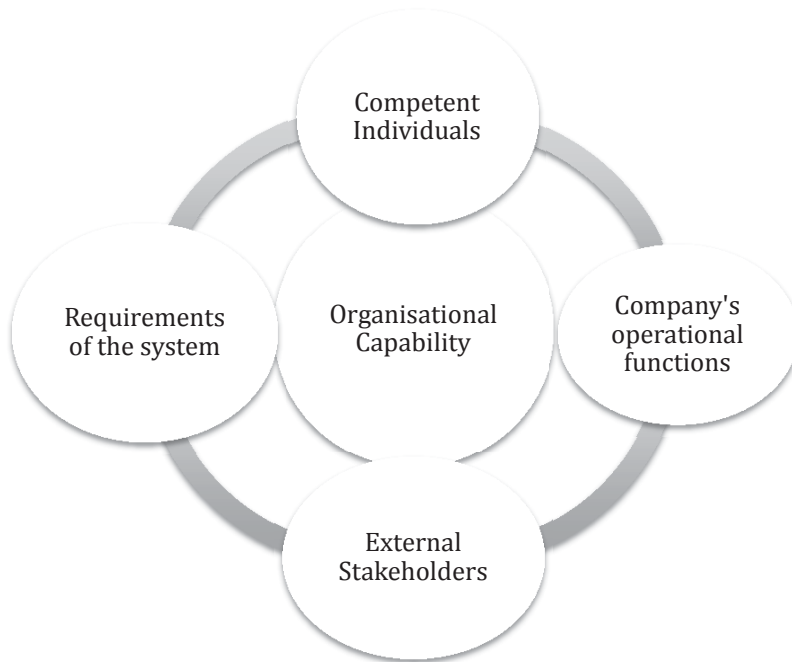 Competent
Individuals
Requirements
of the system
Organisational
Capability
Company's
operational
functions
External
Stakeholders